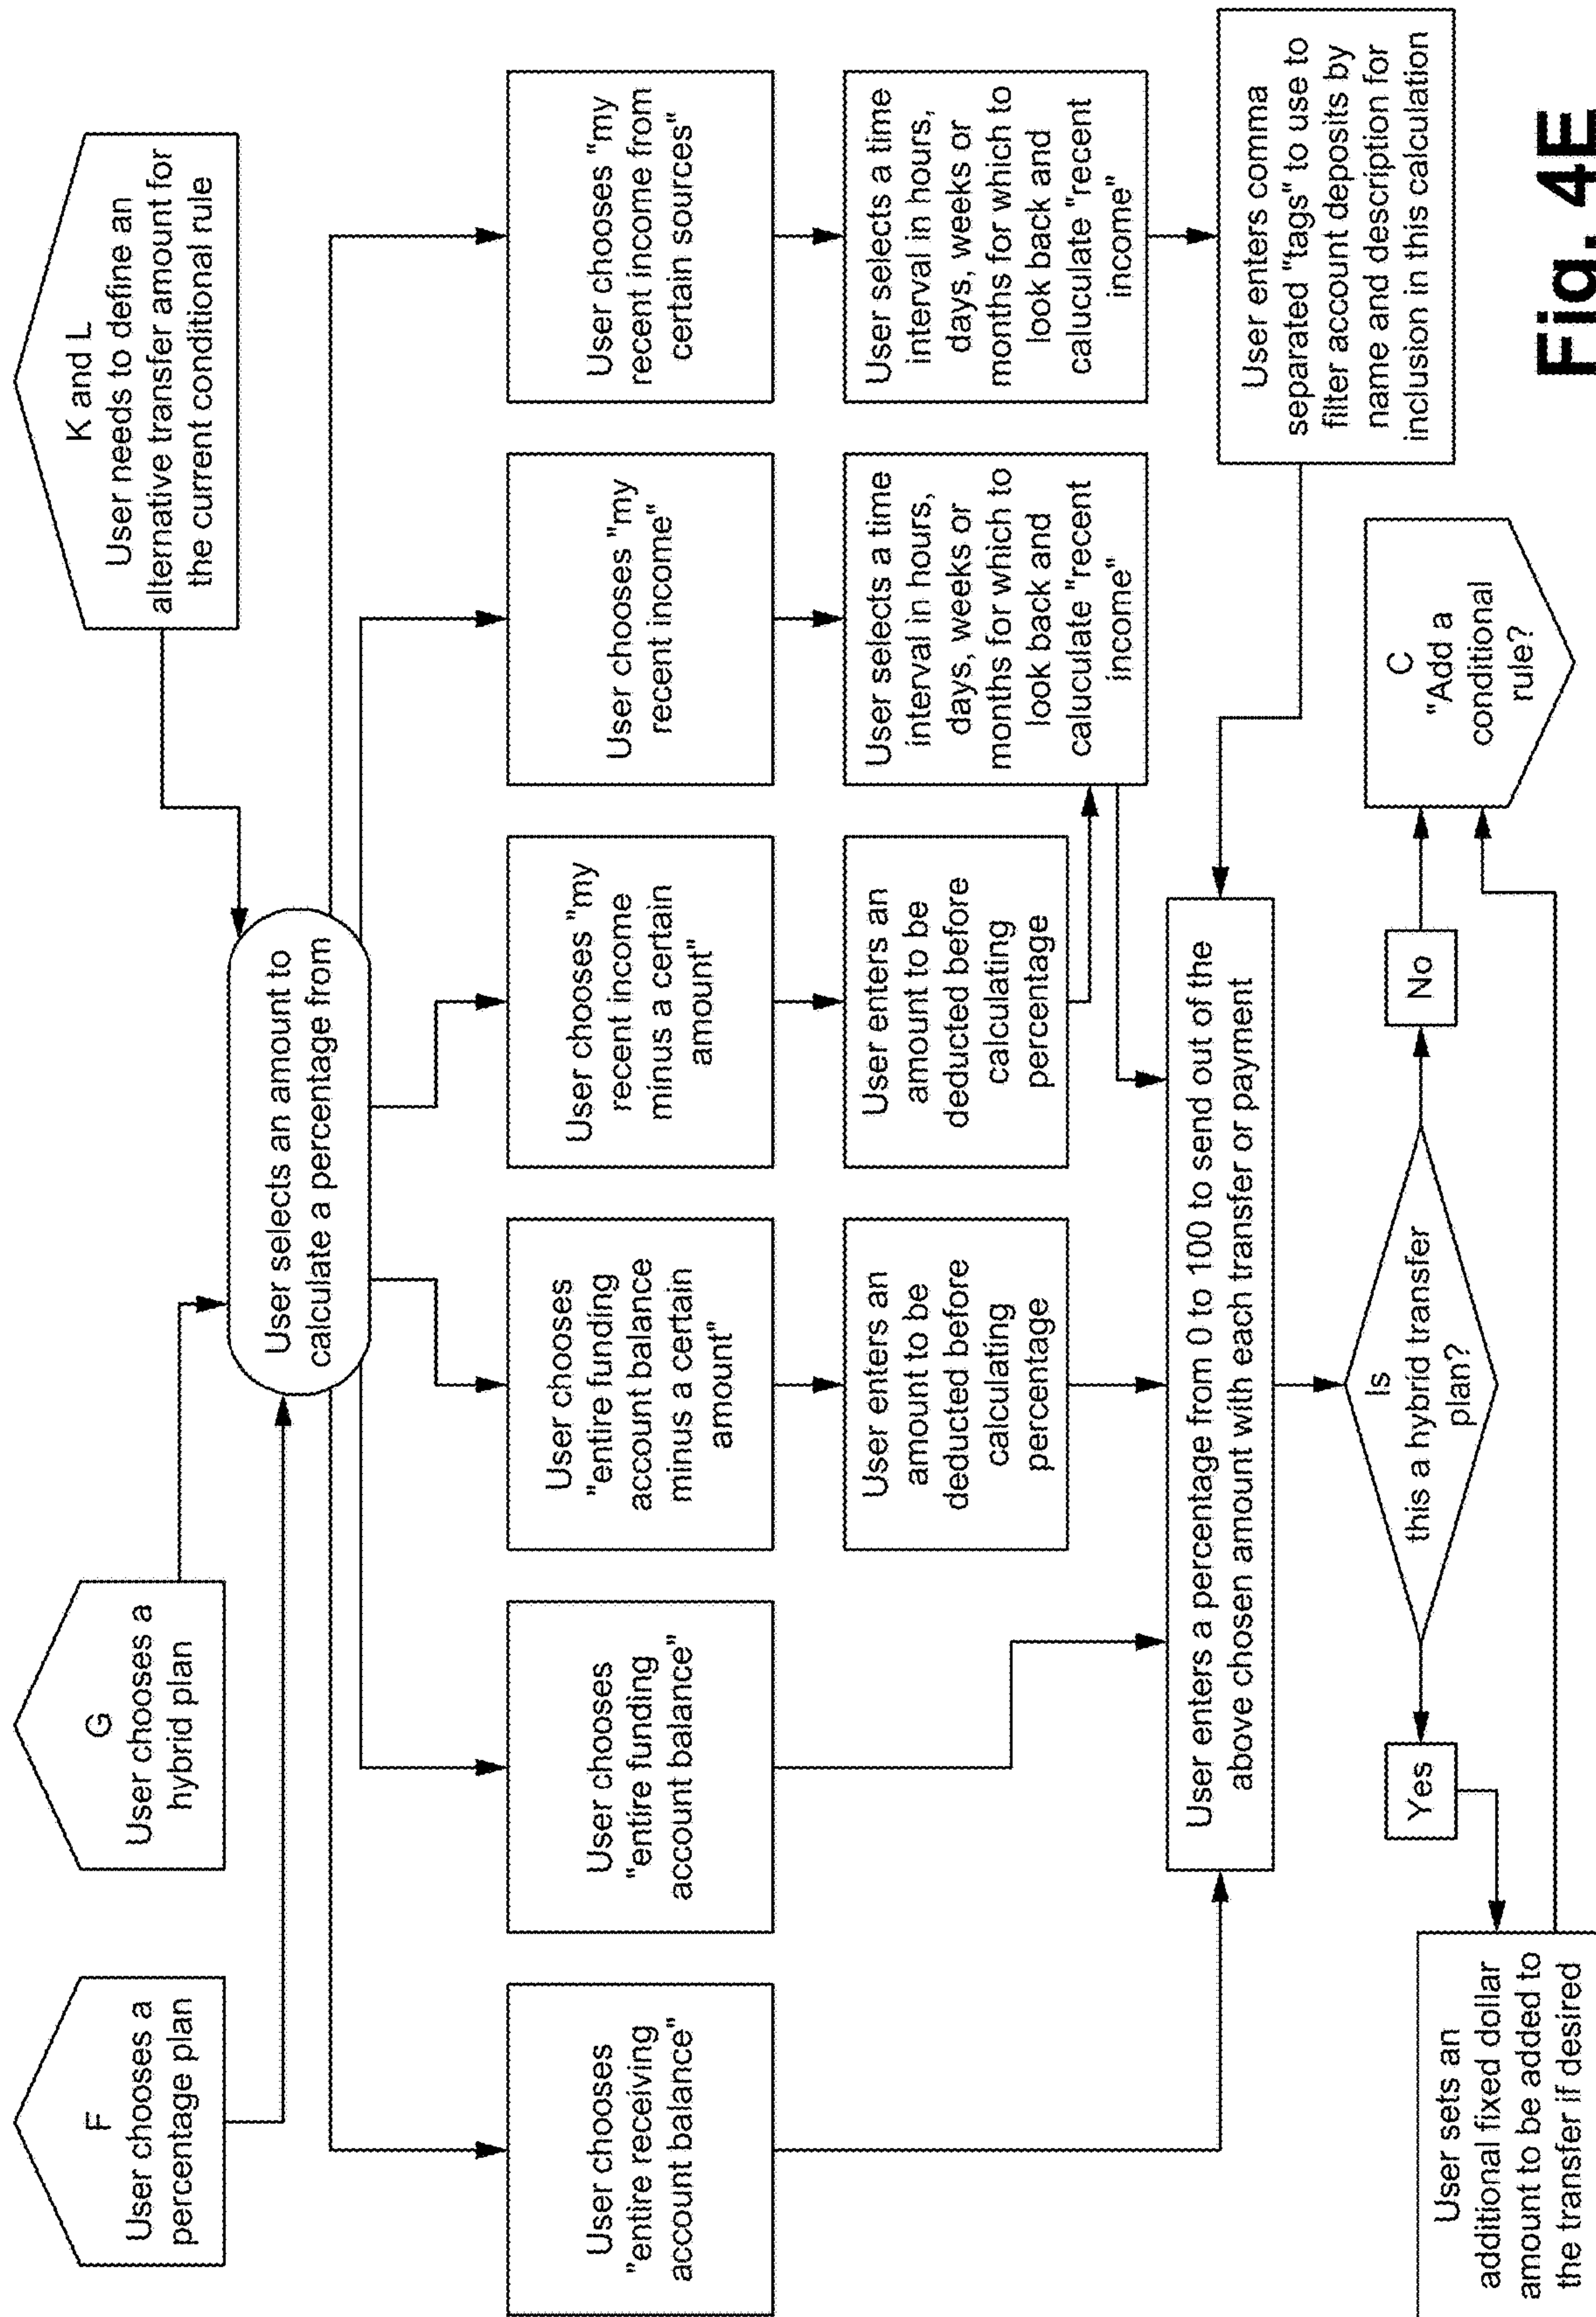 F
User chooses a
percentage plan
G
User chooses a
hybrid plan
K and L
User needs to define an
alternative transfer amount for
the current conditional rule
User selects an amount to
calculate a percentage from
User chooses
"entire receiving
account balance"
User chooses
"entire funding
account balance"
User chooses
"entire funding
account balance
minus a certain
amount"
User chooses "my
recent income
minus a certain
amount"
User chooses "my
recent income"
User chooses "my
recent income from
certain sources"
User enters an
amount to be
deducted before
calculating
percentage
User enters an
amount to be
deducted before
calculating
percentage
User selects a time
interval in hours,
days, weeks or
months for which to
look back and
caluculate "recent
income"
User selects a time
interval in hours,
days, weeks or
months for which to
look back and
caluculate "recent
income"
User enters a percentage from 0 to 100 to send out of the
above chosen amount with each transfer or payment
User enters comma
separated "tags" to use to
filter account deposits by
name and description for
inclusion in this calculation
Is
this a hybrid transfer
plan?
Yes
No
C
"Add a
conditional
rule?
User sets an
additional fixed dollar
amount to be added to
the transfer if desired
Fig. 4E